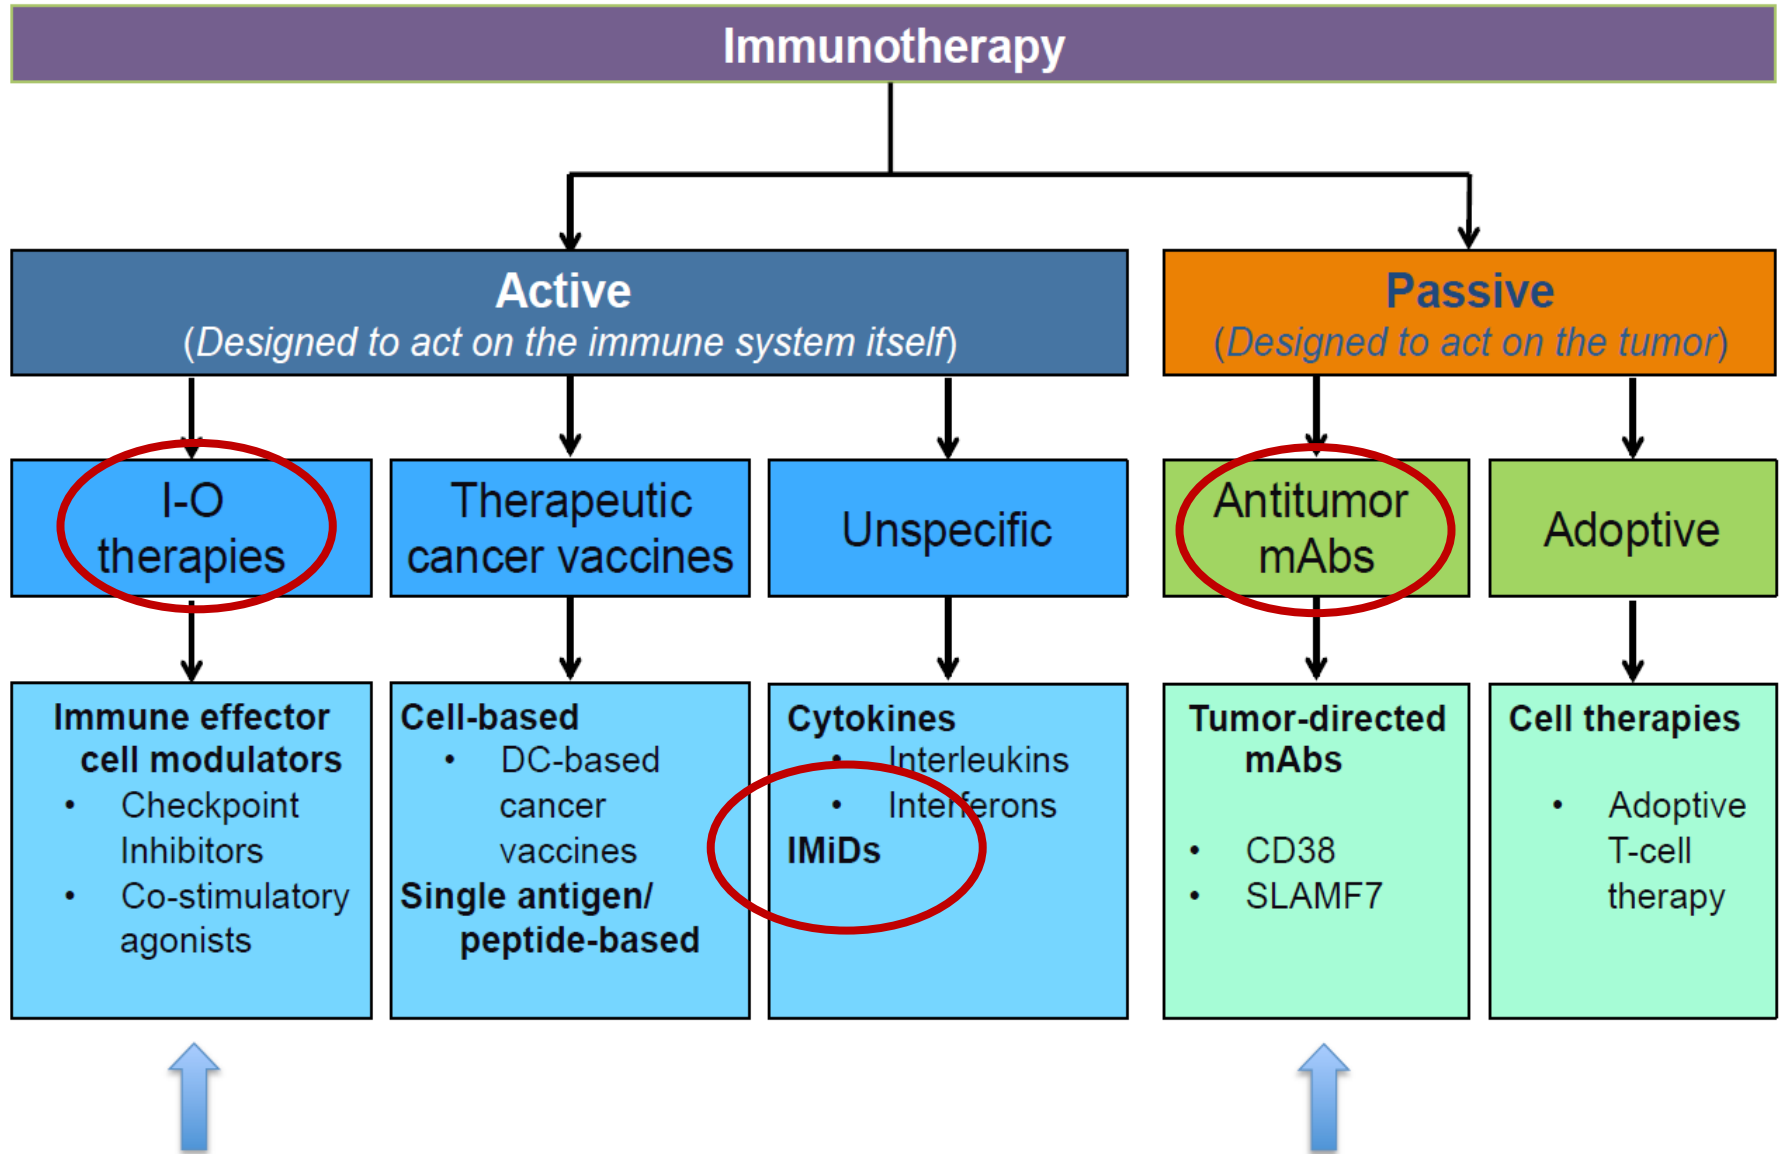 Immunotherapy
Active
(Designed to act on the immune system itself)
Passive
(Designed to act on the tumor)
I-O
therapies
Therapeutic
cancer vaccines
Unspecific
Antitumor
mAbs
Adoptive
Immune effector
cell modulators
• Checkpoint
Inhibitors
• Co-stimulatory
agonists
Cell-based
• DC-based
cancer
vaccines
Single antigen/
peptide-based
Cytokines
• Interleukins
• Interferons
IMiDs
Tumor-directed
mAbs
• CD38
• SLAMF7
Cell therapies
• Adoptive
T-cell
therapy